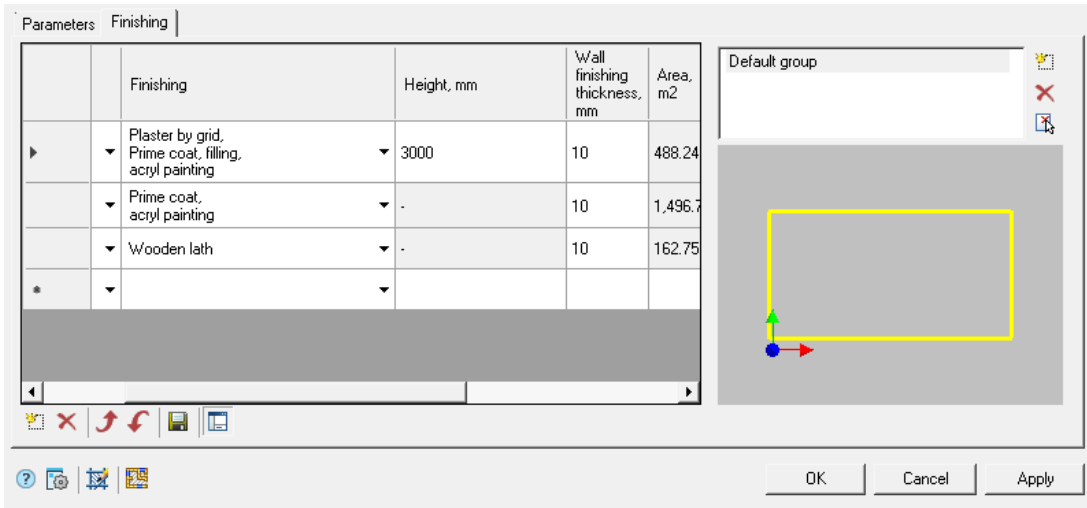 Parameters Finishing
Finishing Height, mm Wall finishing thickness, mm Area, m2
Default group
Plaster by grid,
Prime coat, filling,
acryl painting
3000 10 488.24
Prime coat,
acryl painting
- 10 1,496.7
Wooden lath - 10 162.75
OK Cancel Apply